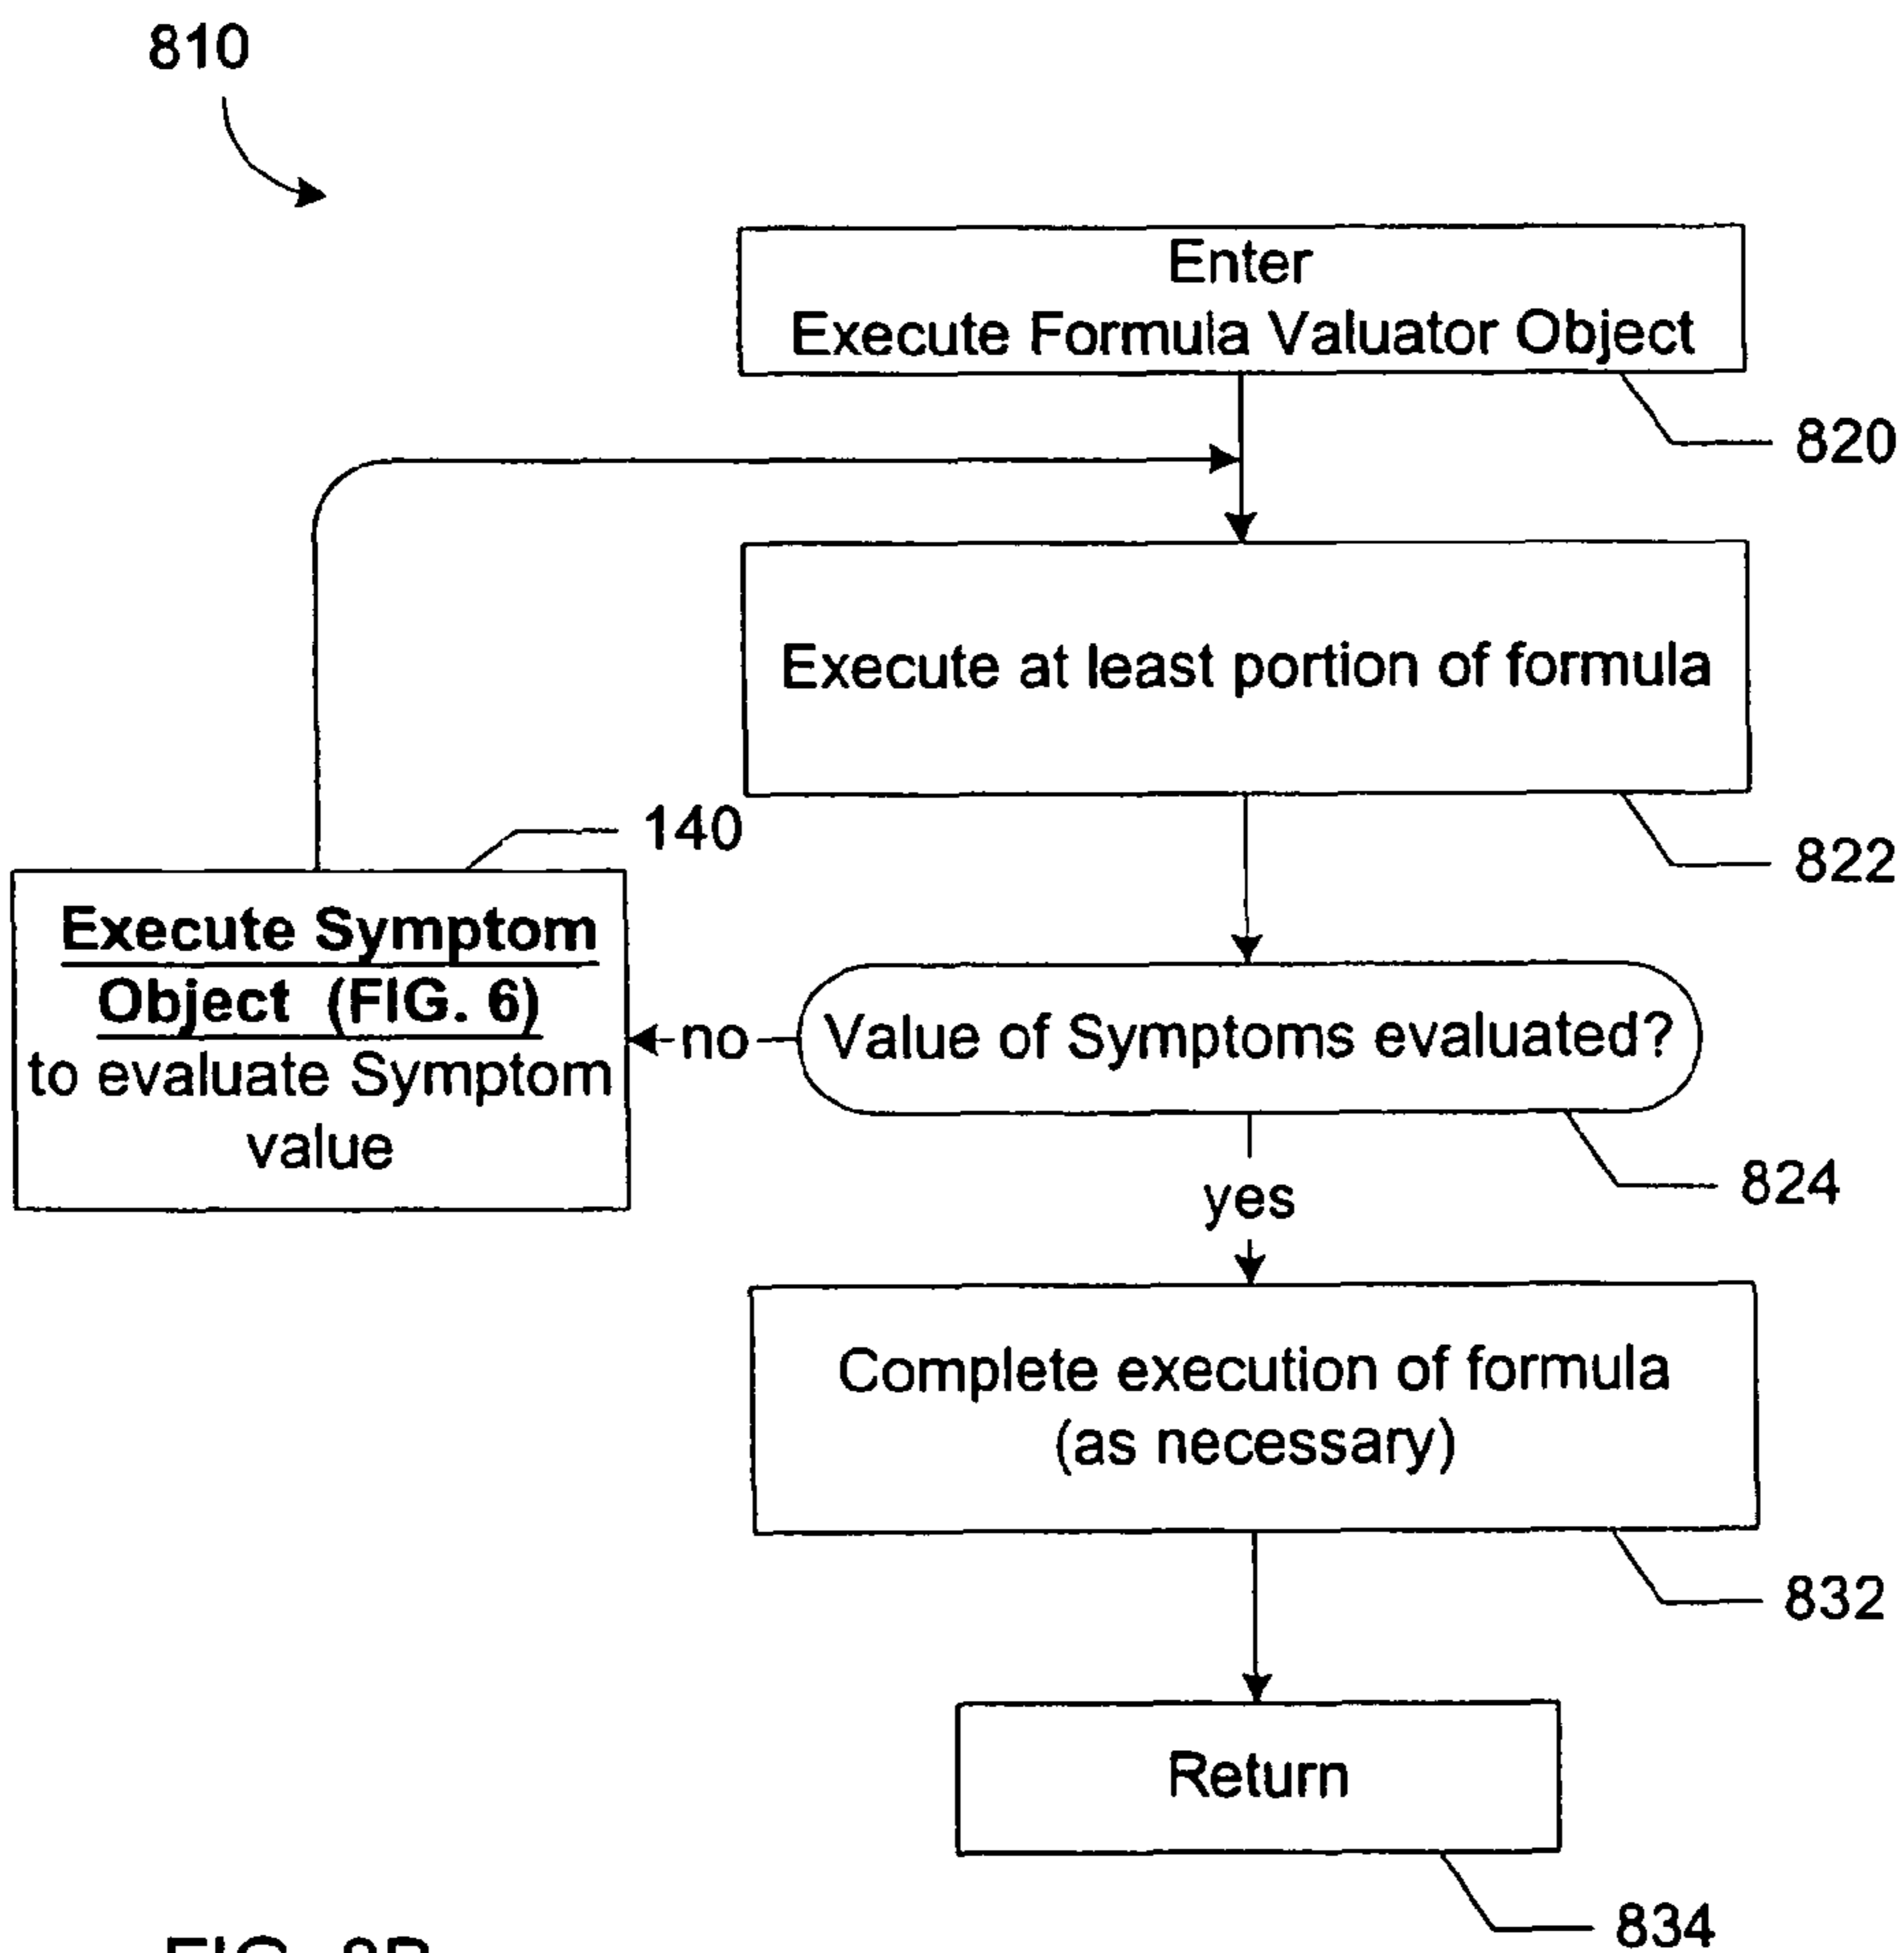 810
Enter
Execute Formula Valuator Object
820
Execute at least portion of formula
822
140
Execute Symptom
Object (FIG. 6)
to evaluate Symptom
value
no
Value of Symptoms evaluated?
824
yes
Complete execution of formula
(as necessary)
832
Return
834